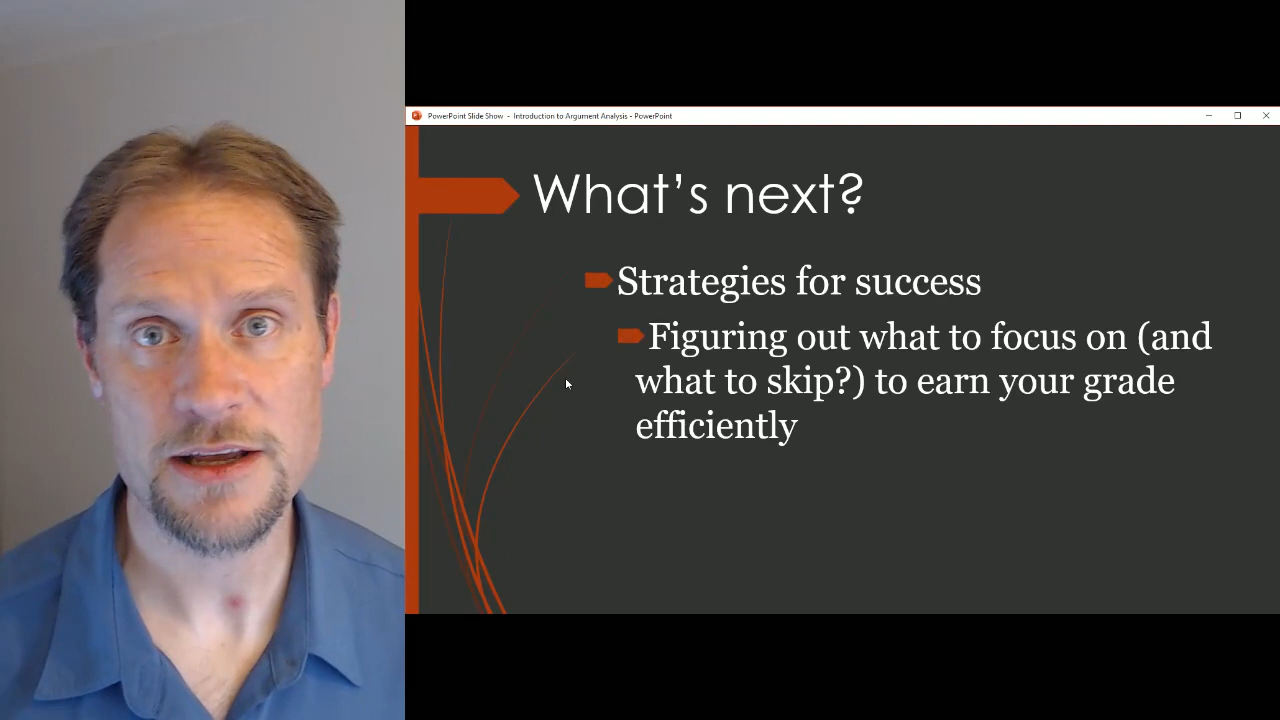 PowerPoint Slide Show - Introduction to Argument Analysis - PowerPoint
What's next?
Strategies for success
Figuring out what to focus on (and
what to skip?) to earn your grade
efficiently